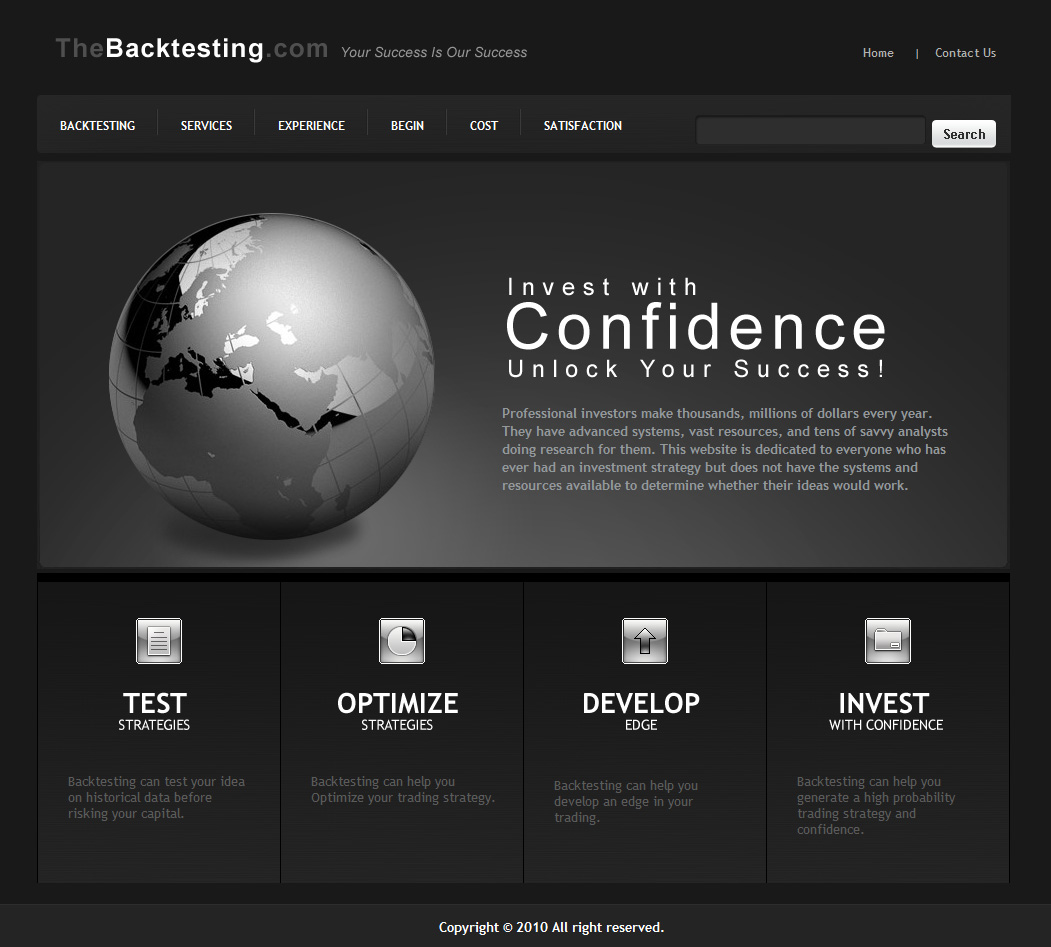 TheBacktesting.com Your Success Is Our Success
Home | Contact Us
BACKTESTING SERVICES EXPERIENCE BEGIN COST SATISFACTION Search
Invest with
Confidence
Unlock Your Success!
Professional investors make thousands, millions of dollars every year.
They have advanced systems, vast resources, and tens of savvy analysts
doing research for them. This website is dedicated to everyone who has
ever had an investment strategy but does not have the systems and
resources available to determine whether their ideas would work.
TEST
STRATEGIES
Backtesting can test your idea
on historical data before
risking your capital.
OPTIMIZE
STRATEGIES
Backtesting can help you
Optimize your trading strategy.
DEVELOP
EDGE
Backtesting can help you
develop an edge in your
trading.
INVEST
WITH CONFIDENCE
Backtesting can help you
generate a high probability
trading strategy and
confidence.
Copyright © 2010 All right reserved.